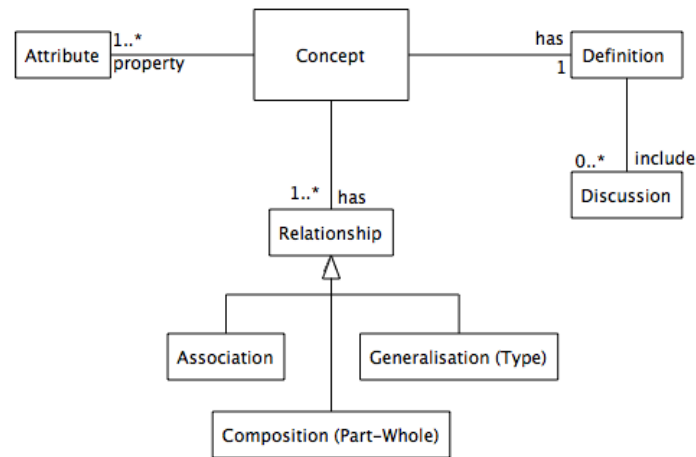 Attribute
1..*
property
Concept
has
1
Definition
0..*
include
Discussion
1..*
has
Relationship
Association
Generalisation (Type)
Composition (Part-Whole)